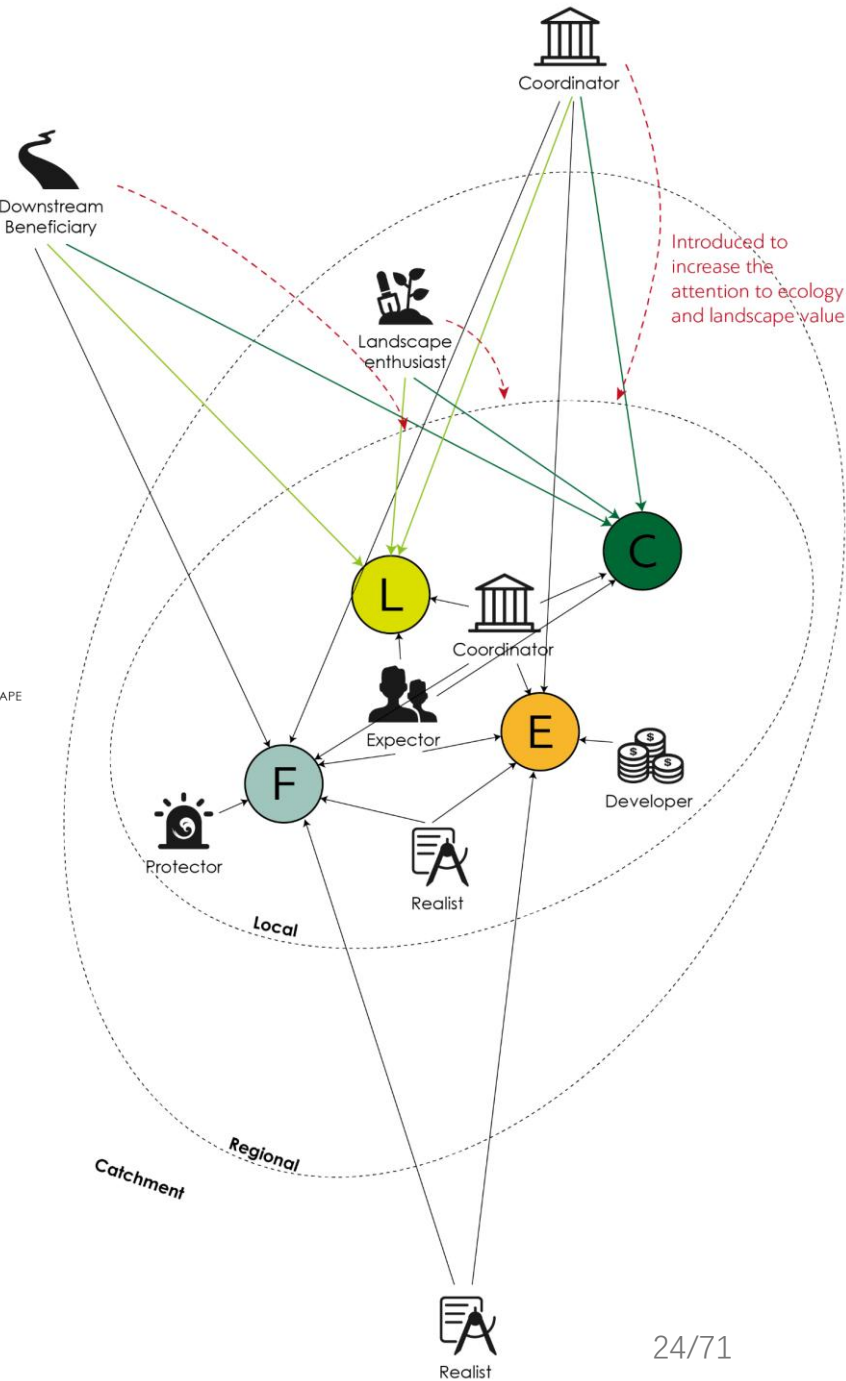 Coordinator
Downstream
Beneficiary
Introduced to
increase the
attention to ecology
and landscape value
Landscape
enthusiast
C
L
Coordinator
APE
Expector
E
F
Developer
Protector
Realist
Local
Regional
Catchment
Realist
24/71